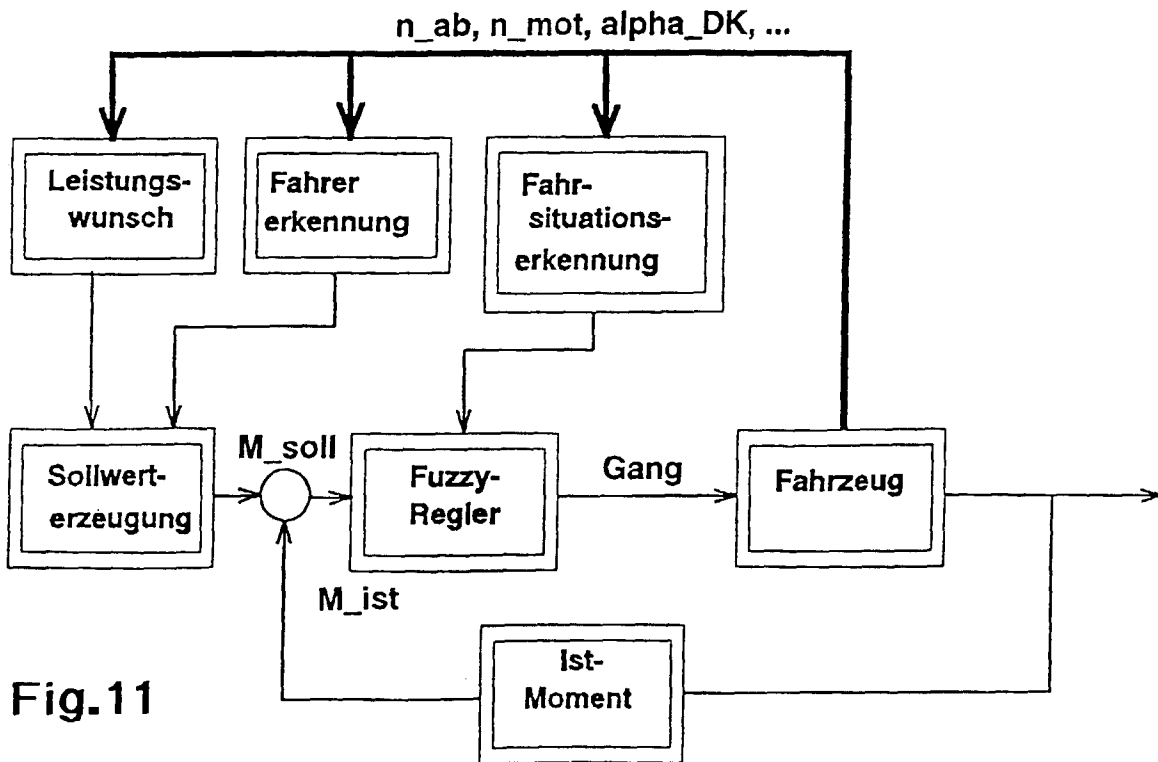 n_ab, n_mot, alpha_DK, ...
Leistungs-
wunsch
Fahrer
erkennung
Fahr-
situations-
erkennung
M_soll
Sollwert-
erzeugung
Fuzzy-
Regler
Gang
Fahrzeug
M_ist
Ist-
Moment
Fig.11